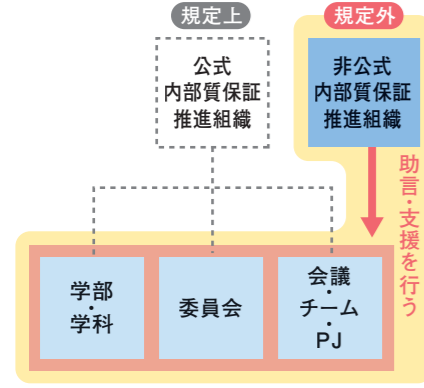 規定上
規定外
公式
内部質保証
推進組織
非公式
内部質保証
推進組織
助言・支援を行う
学部
・
学科
委員会
会議
・
チーム
・
PJ